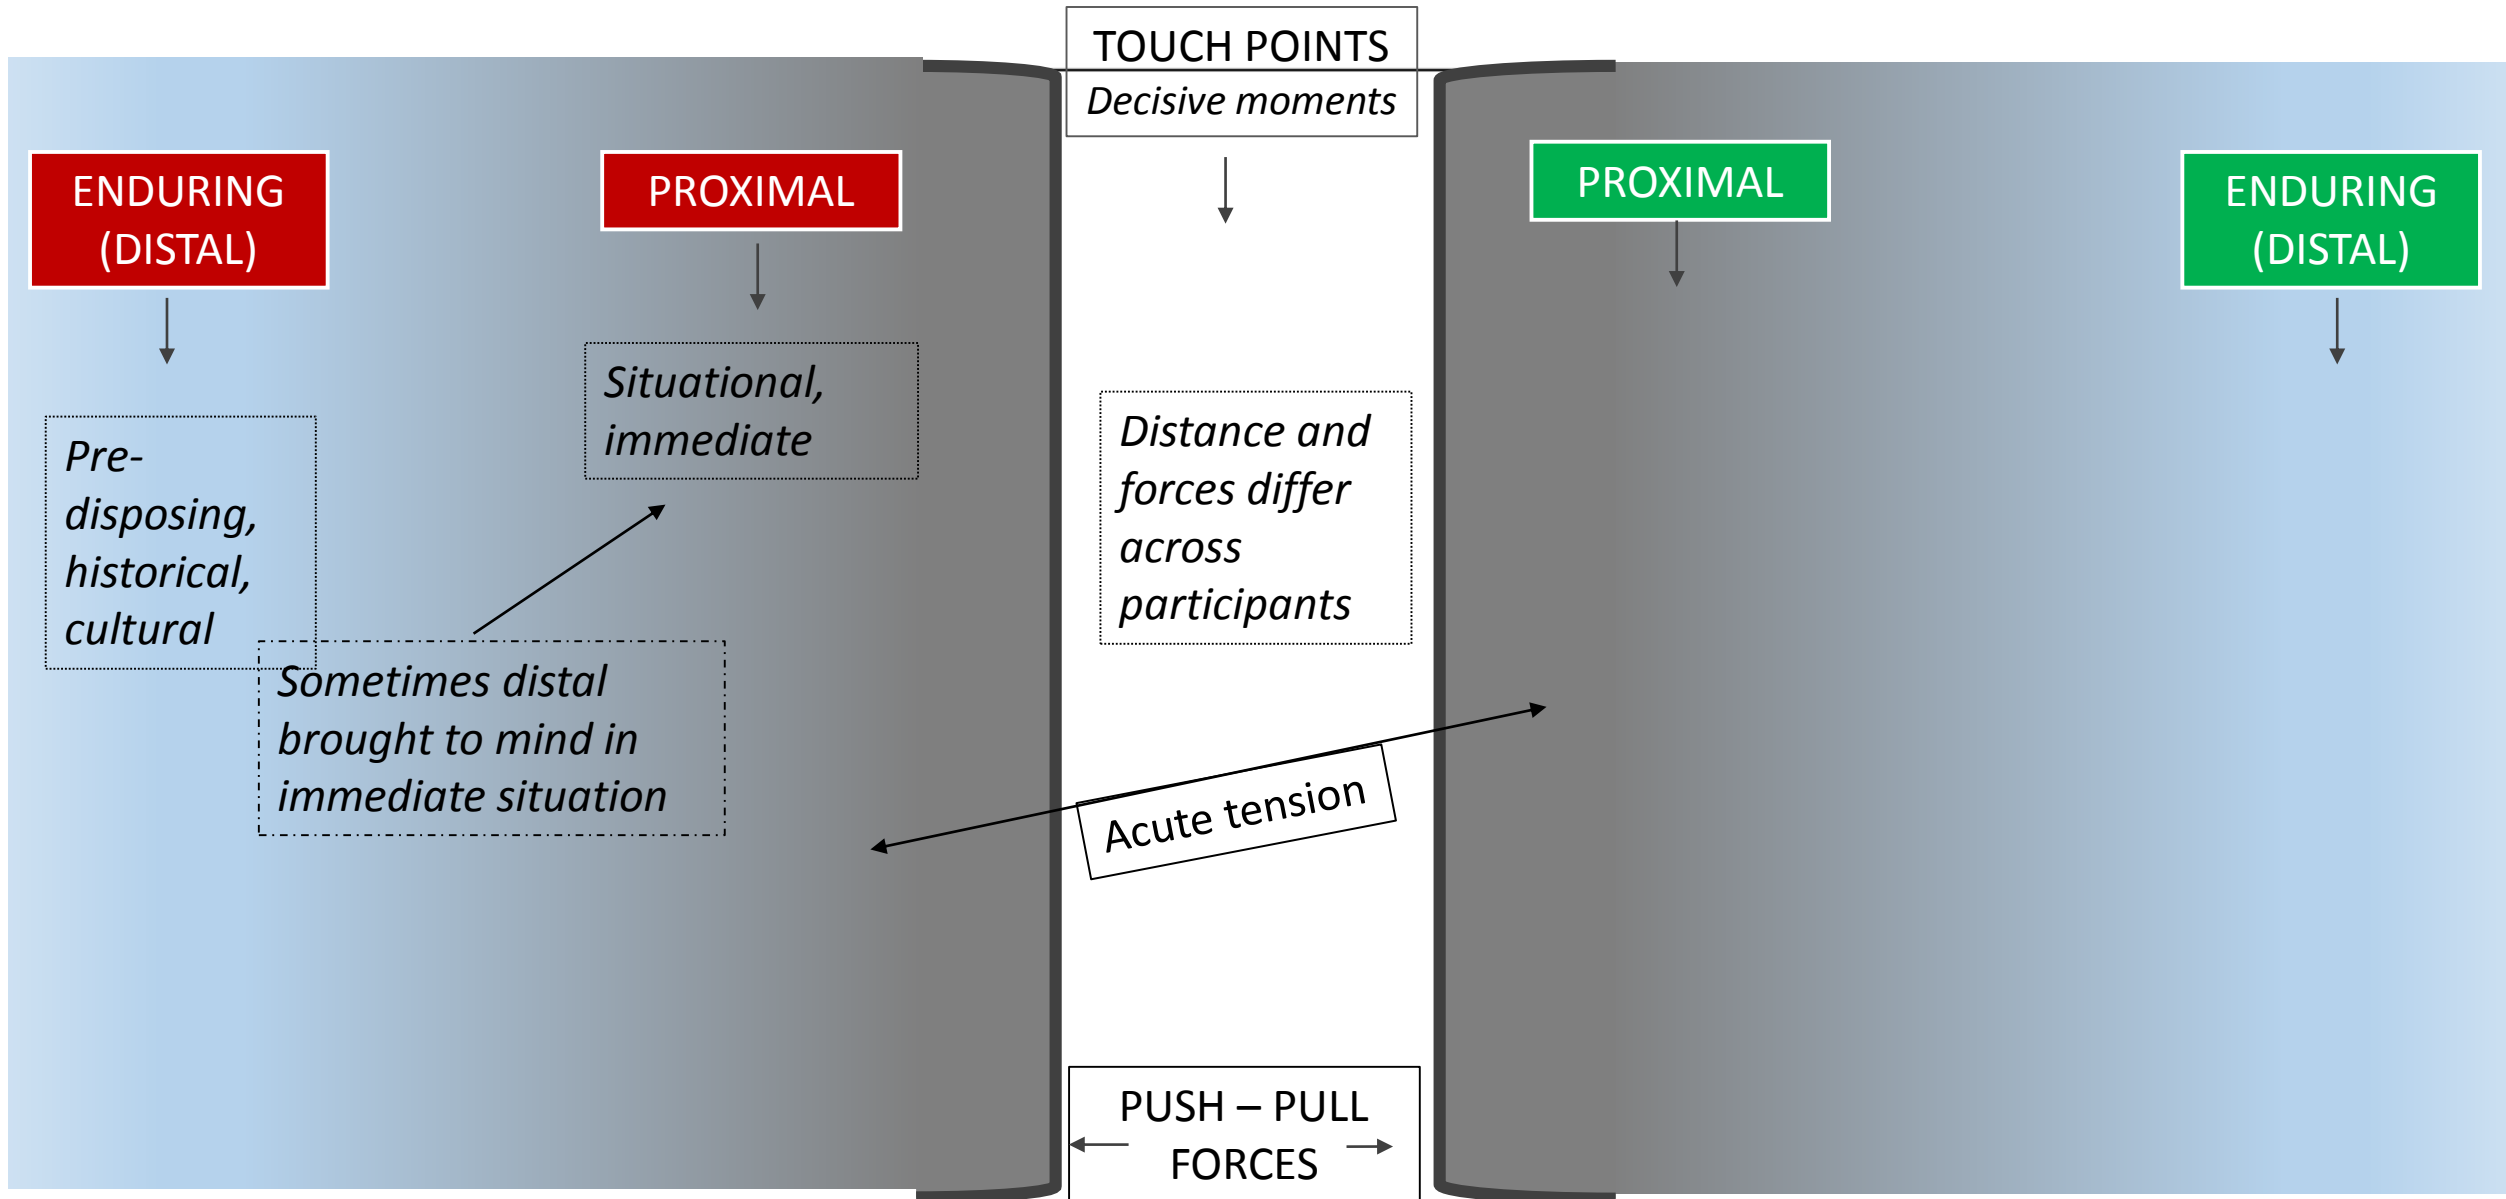 TOUCH POINTS
Decisive moments
ENDURING
(DISTAL)
PROXIMAL
PROXIMAL
ENDURING
(DISTAL)
Pre-
disposing,
historical,
cultural
Situational,
immediate
Sometimes distal
brought to mind in
immediate situation
Distance and
forces differ
across
participants
Acute tension
PUSH – PULL
FORCES